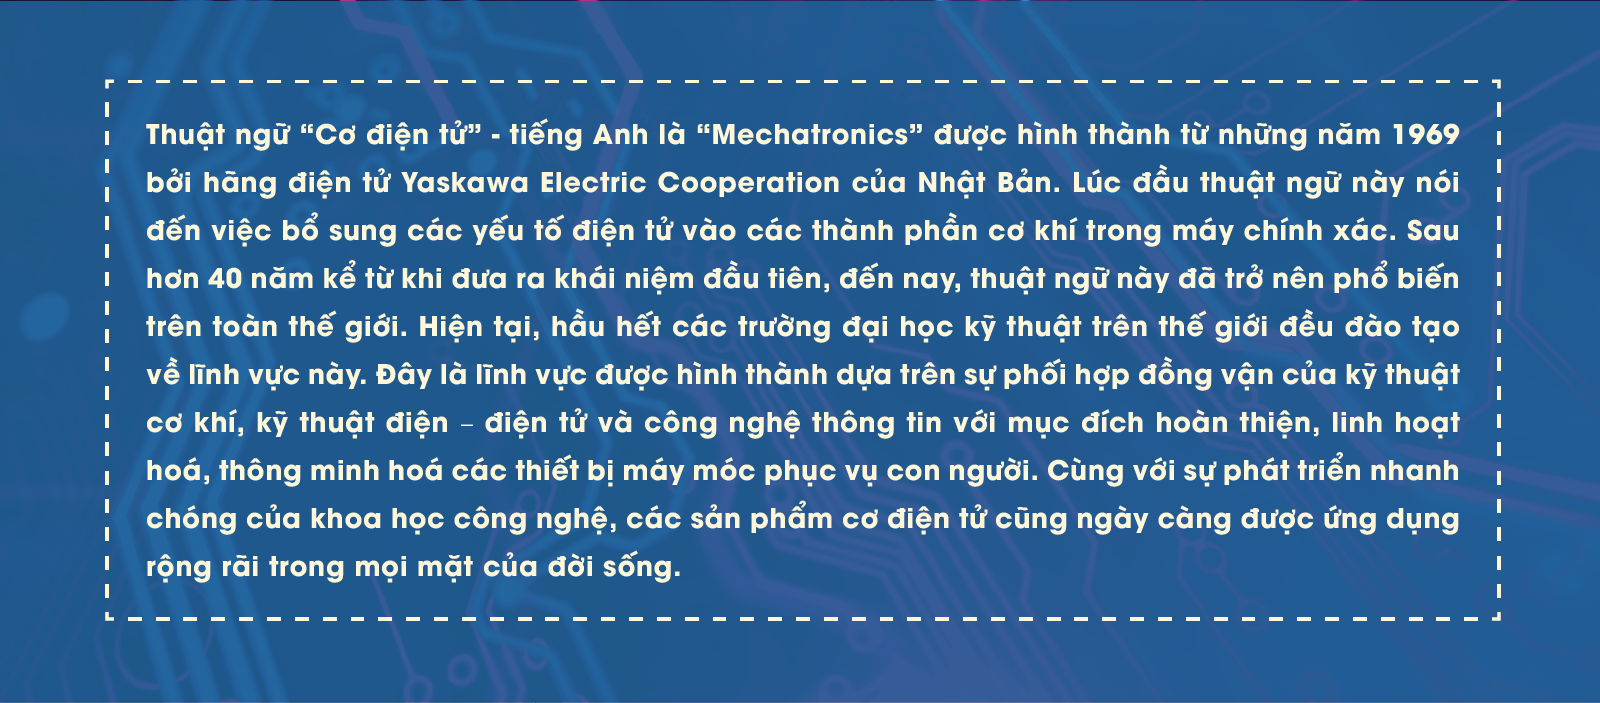 Thuật ngữ “Cơ điện tử” - tiếng Anh là “Mechatronics” được hình thành từ những năm 1969
bởi hãng điện tử Yaskawa Electric Cooperation của Nhật Bản. Lúc đầu thuật ngữ này nói
đến việc bổ sung các yếu tố điện tử vào các thành phần cơ khí trong máy chính xác. Sau
hơn 40 năm kể từ khi đưa ra khái niệm đầu tiên, đến nay, thuật ngữ này đã trở nên phổ biến
trên toàn thế giới. Hiện tại, hầu hết các trường đại học kỹ thuật trên thế giới đều đào tạo
về lĩnh vực này. Đây là lĩnh vực được hình thành dựa trên sự phối hợp đồng vận của kỹ thuật
cơ khí, kỹ thuật điện – điện tử và công nghệ thông tin với mục đích hoàn thiện, linh hoạt
hoá, thông minh hoá các thiết bị máy móc phục vụ con người. Cùng với sự phát triển nhanh
chóng của khoa học công nghệ, các sản phẩm cơ điện tử cũng ngày càng được ứng dụng
rộng rãi trong mọi mặt của đời sống.